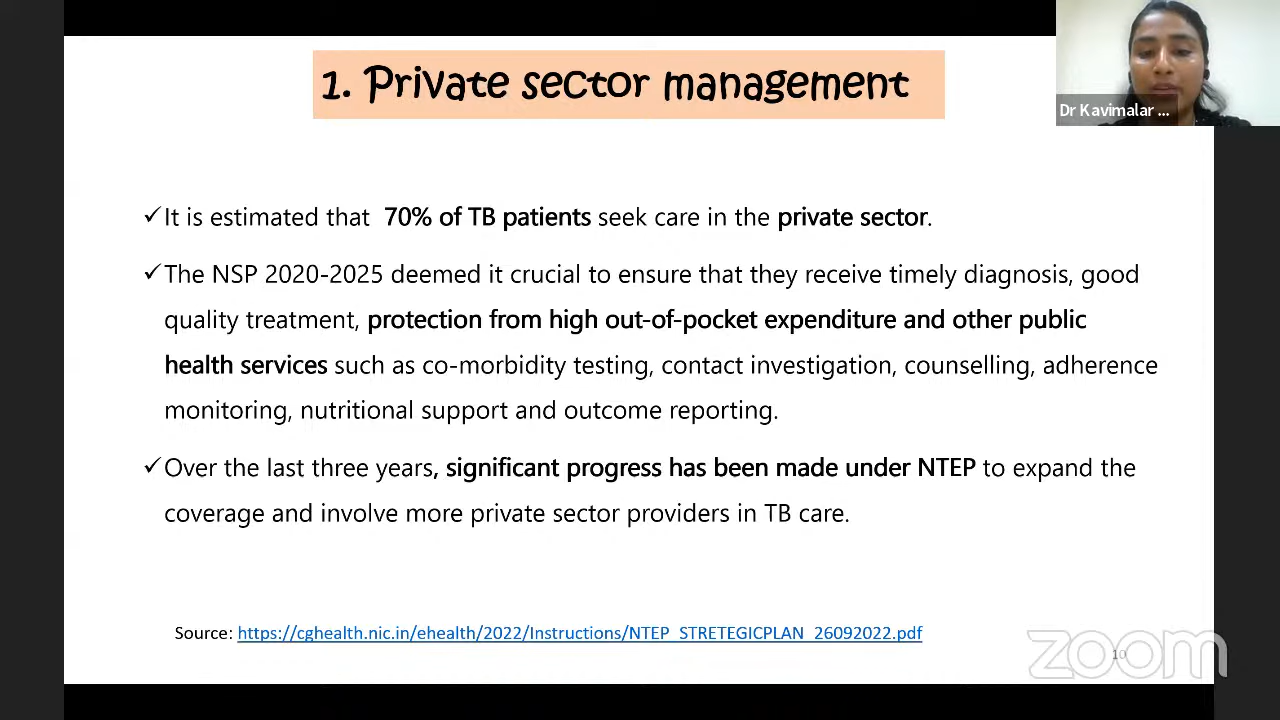 1. Private sector management
Dr Kavimalar ...
✓It is estimated that 70% of TB patients seek care in the private sector.
✓The NSP 2020-2025 deemed it crucial to ensure that they receive timely diagnosis, good
quality treatment, protection from high out-of-pocket expenditure and other public
health services such as co-morbidity testing, contact investigation, counselling, adherence
monitoring, nutritional support and outcome reporting.
✓Over the last three years, significant progress has been made under NTEP to expand the
coverage and involve more private sector providers in TB care.
Source: https://cghealth.nic.in/ehealth/2022/Instructions/NTEP_STRETEGICPLAN_26092022.pdf
10
zoom